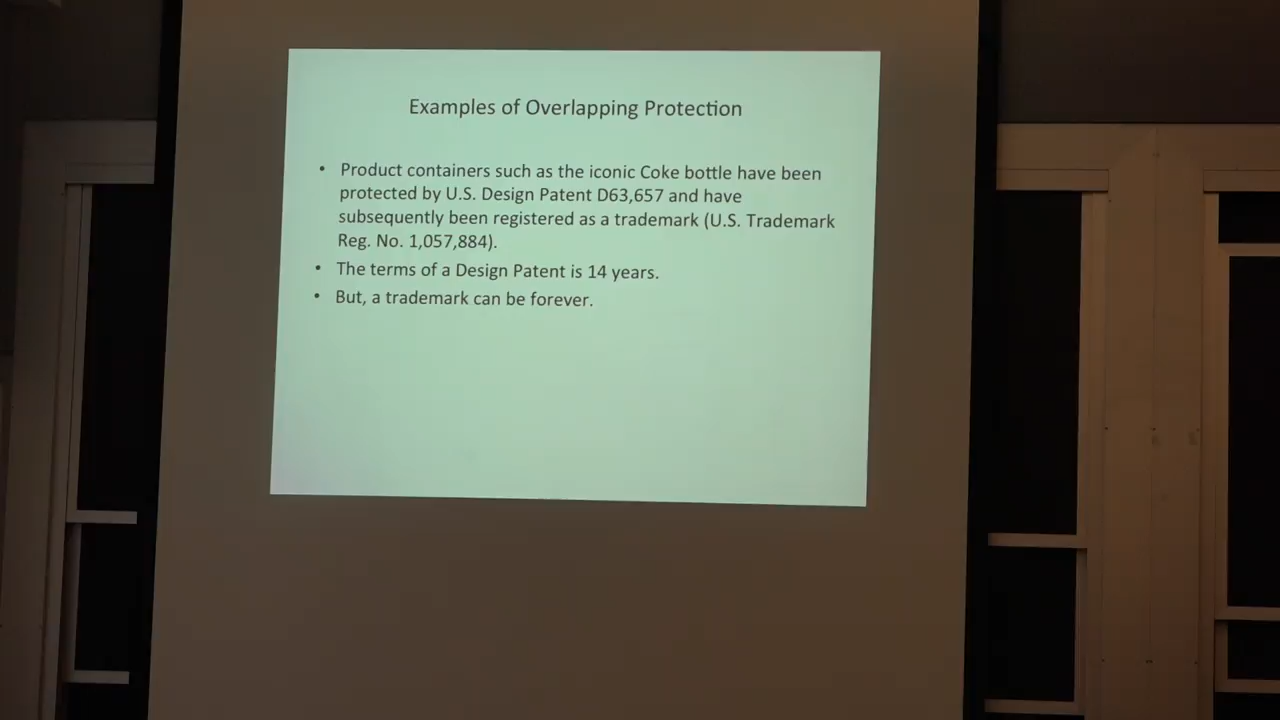 Examples of Overlapping Protection
• Product containers such as the iconic Coke bottle have been
protected by U.S. Design Patent D63,657 and have
subsequently been registered as a trademark (U.S. Trademark
Reg. No. 1,057,884).
• The terms of a Design Patent is 14 years.
• But, a trademark can be forever.